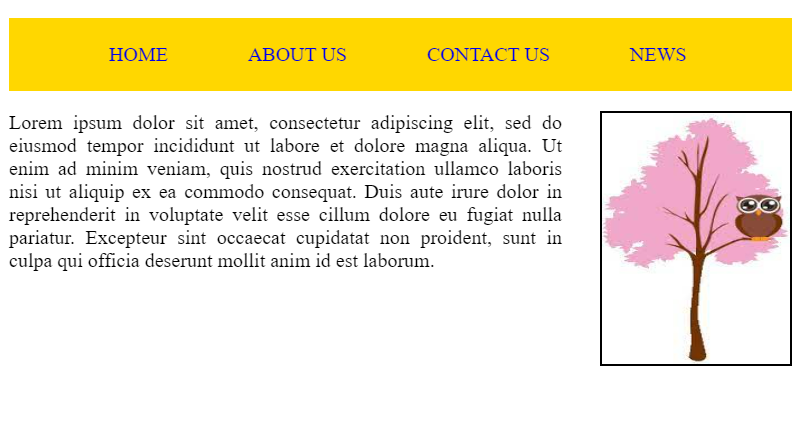 HOME ABOUT US CONTACT US NEWS
Lorem ipsum dolor sit amet, consectetur adipiscing elit, sed do
eiusmod tempor incididunt ut labore et dolore magna aliqua. Ut
enim ad minim veniam, quis nostrud exercitation ullamco laboris
nisi ut aliquip ex ea commodo consequat. Duis aute irure dolor in
reprehenderit in voluptate velit esse cillum dolore eu fugiat nulla
pariatur. Excepteur sint occaecat cupidatat non proident, sunt in
culpa qui officia deserunt mollit anim id est laborum.